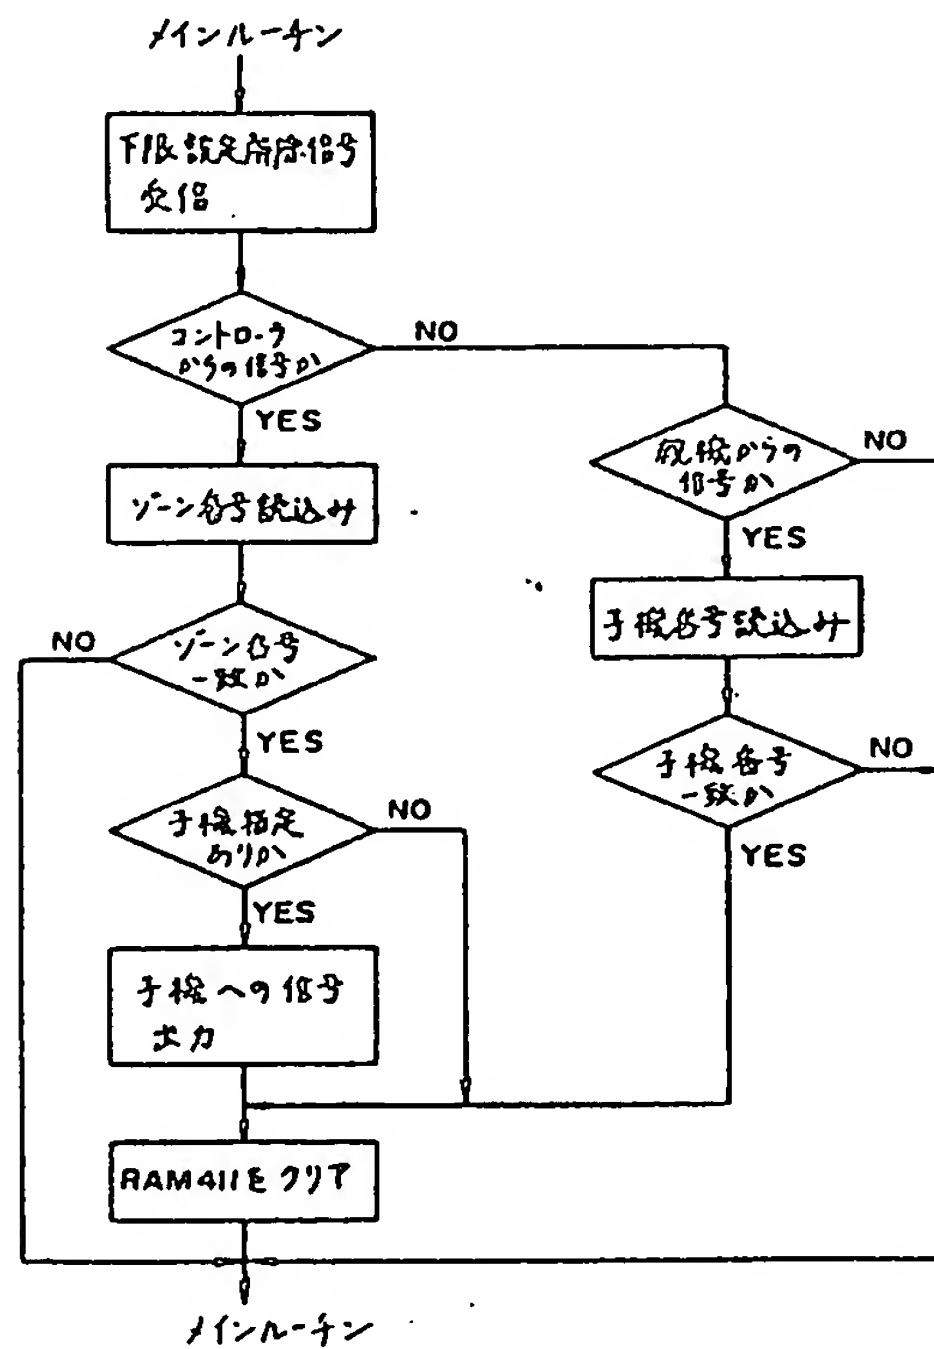 メインルーチン
下限設定解除信号
受信
コントローラ
からの信号か
NO
YES
親機からの
信号か
NO
YES
ゾーン番号読込み
子機番号読込み
NO
ゾーン番号
一致か
YES
子機番号
一致か
NO
YES
子機指定
ありか
NO
YES
子機への信号
出力
RAM411をクリア
メインルーチン